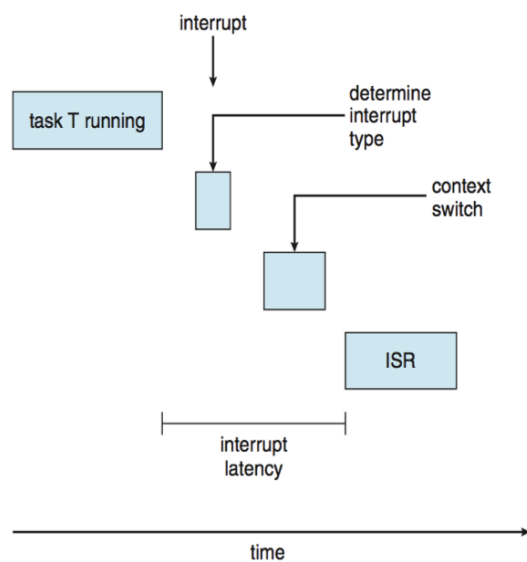 interrupt
task T running
determine
interrupt
type
context
switch
ISR
interrupt
latency
time